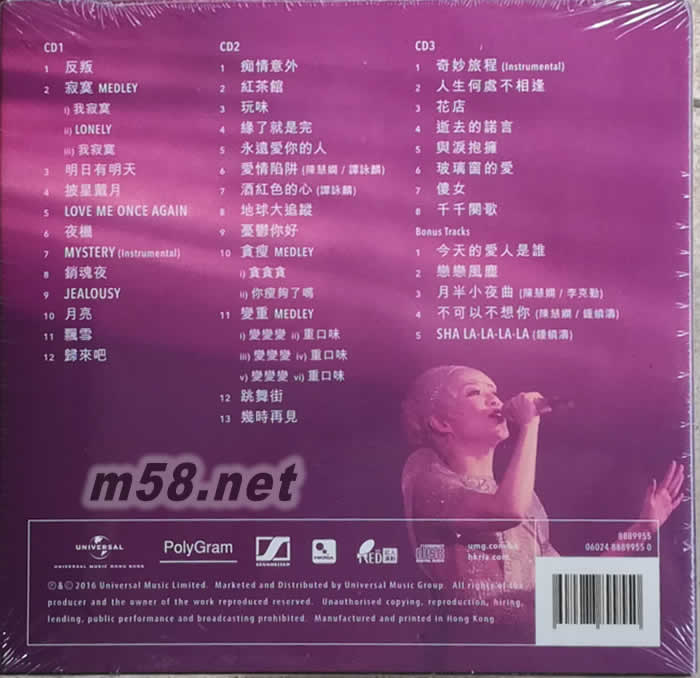 CD1
1 反叛
2 寂寞 MEDLEY
i) 我寂寞
ii) LONELY
iii) 我寂寞
3 明日有明天
4 披星戴月
5 LOVE ME ONCE AGAIN
6 夜機
7 MYSTERY (Instrumental)
8 銷魂夜
9 JEALOUSY
10 月亮
11 飄雪
12 歸來吧
CD2
1 痴情意外
2 紅茶館
3 玩味
4 緣了就是完
5 永遠愛你的人
6 愛情陷阱 (陳慧嫻 / 譚詠麟)
7 酒紅色的心 (譚詠麟)
8 地球大追蹤
9 憂鬱你好
10 貪瘦 MEDLEY
i) 貪貪貪
ii) 你瘦夠了嗎
11 變重 MEDLEY
i) 變變變 ii) 重口味
iii) 變變變 iv) 重口味
v) 變變變 vi) 重口味
12 跳舞街
13 幾時再見
CD3
1 奇妙旅程 (Instrumental)
2 人生何處不相逢
3 花店
4 逝去的諾言
5 與淚抱擁
6 玻璃窗的愛
7 傻女
8 千千闋歌
Bonus Tracks
1 今天的愛人是誰
2 戀戀風塵
3 月半小夜曲 (陳慧嫻 / 李克勤)
4 不可以不想你 (陳慧嫻 / 鍾鎮濤)
5 SHA LA-LA-LA-LA (鍾鎮濤)
m58.net
UNIVERSAL
UNIVERSAL MUSIC HONG KONG
PolyGram
SENNHEISER
RED
COMPACT disc DIGITAL AUDIO
hkria.com
8889955
06024 8889955 0
Ⓟ&© 2016 Universal Music Limited. Marketed and Distributed by Universal Music Group. All rights of the
producer and the owner of the work reproduced reserved. Unauthorised copying, reproduction, hiring,
lending, public performance and broadcasting prohibited. Manufactured and printed in Hong Kong.